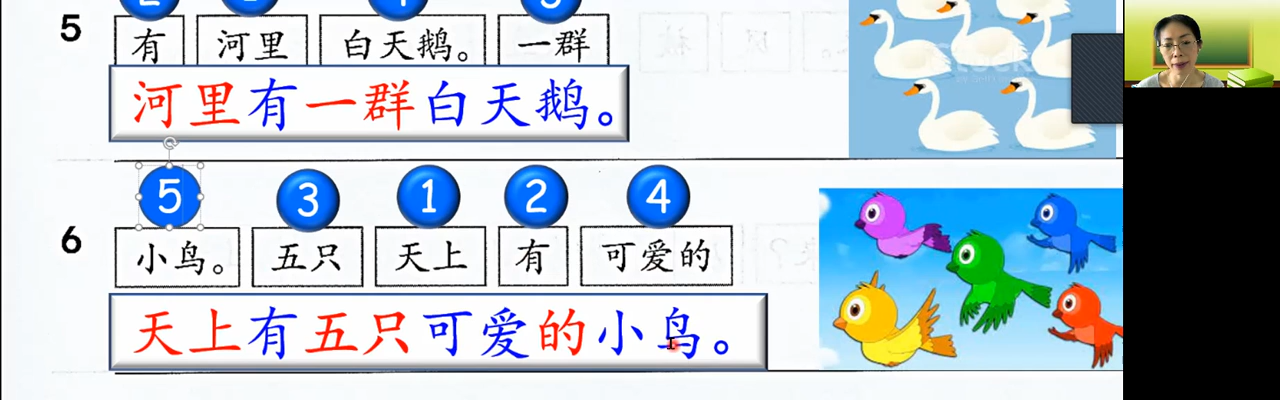 5
有 河里 白天鹅。 一群
河里有一群白天鹅。
5 3 1 2 4
6
小鸟。 五只 天上 有 可爱的
天上有五只可爱的小鸟。